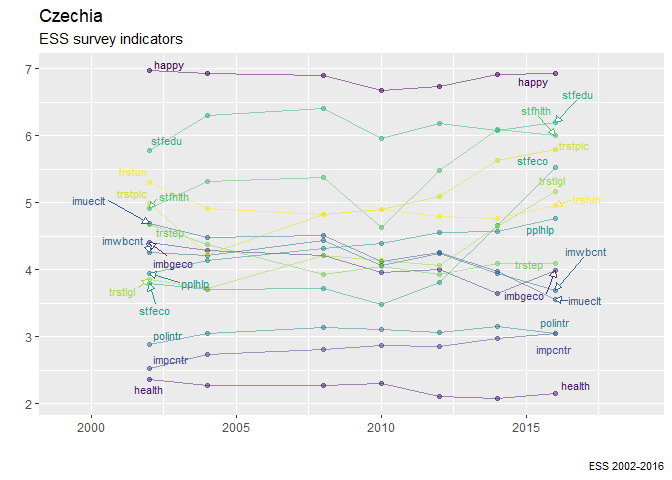 Czechia
ESS survey indicators
7
6
5
4
3
2
happy
happy
stfedu
stfedu
stfhlth
trstplc
stfeco
trstun
trstplc
stfhlth
imueclt
trstlgl
trstun
pplhlp
trstep
imwbcnt
imbgeco
imwbcnt
trstep
pplhlp
trstlgl
imbgeco
imueclt
stfeco
polintr
polintr
impcntr
impcntr
health
health
2000
2005
2010
2015
ESS 2002-2016